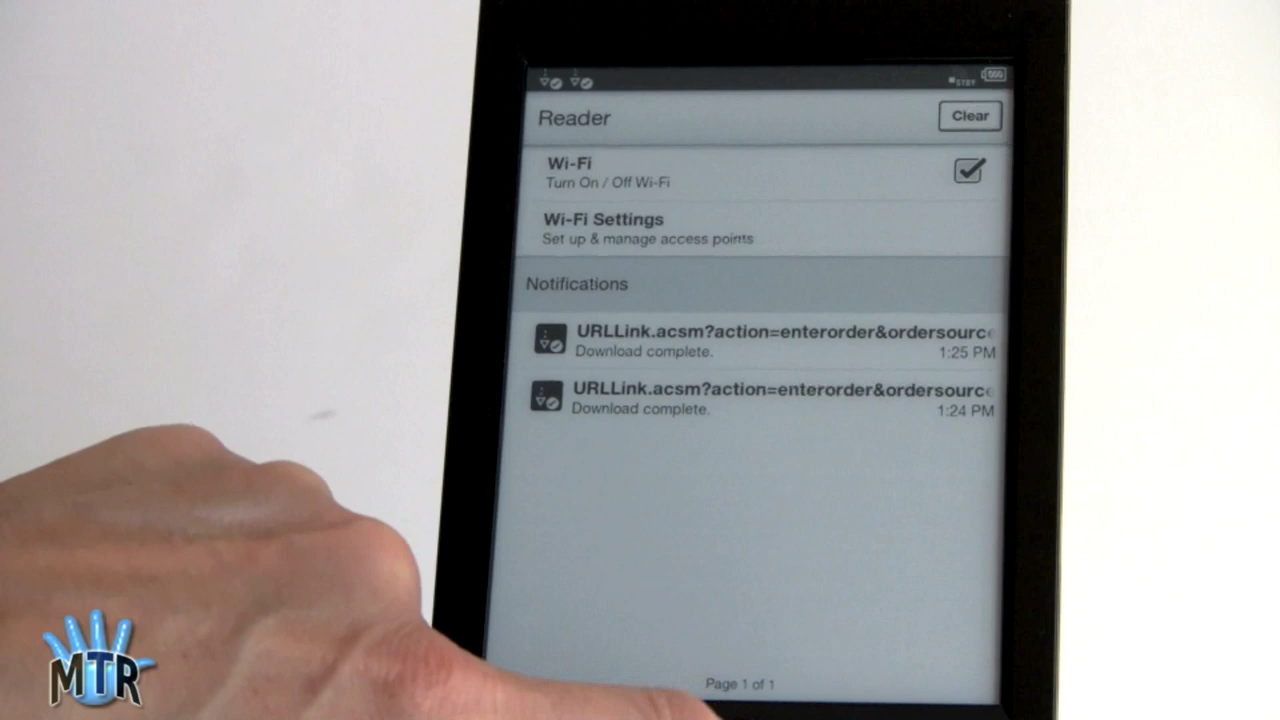 STBY
Reader
Clear
Wi-Fi
Turn On / Off Wi-Fi
Wi-Fi Settings
Set up & manage access points
Notifications
URLLink.acsm?action=enterorder&ordersource
Download complete.
1:25 PM
URLLink.acsm?action=enterorder&ordersource
Download complete.
1:24 PM
Page 1 of 1
MTR